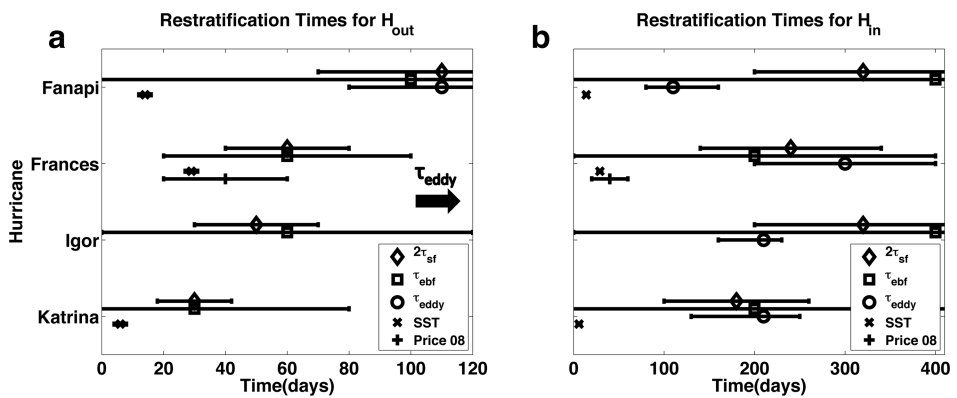 a
Restratification Times for H_out
Hurricane
Fanapi
Frances
Igor
Katrina
τ_eddy
2τ_sf
τ_ebf
τ_eddy
SST
Price 08
0 20 40 60 80 100 120
Time(days)
b
Restratification Times for H_in
2τ_sf
τ_ebf
τ_eddy
SST
Price 08
0 100 200 300 400
Time(days)